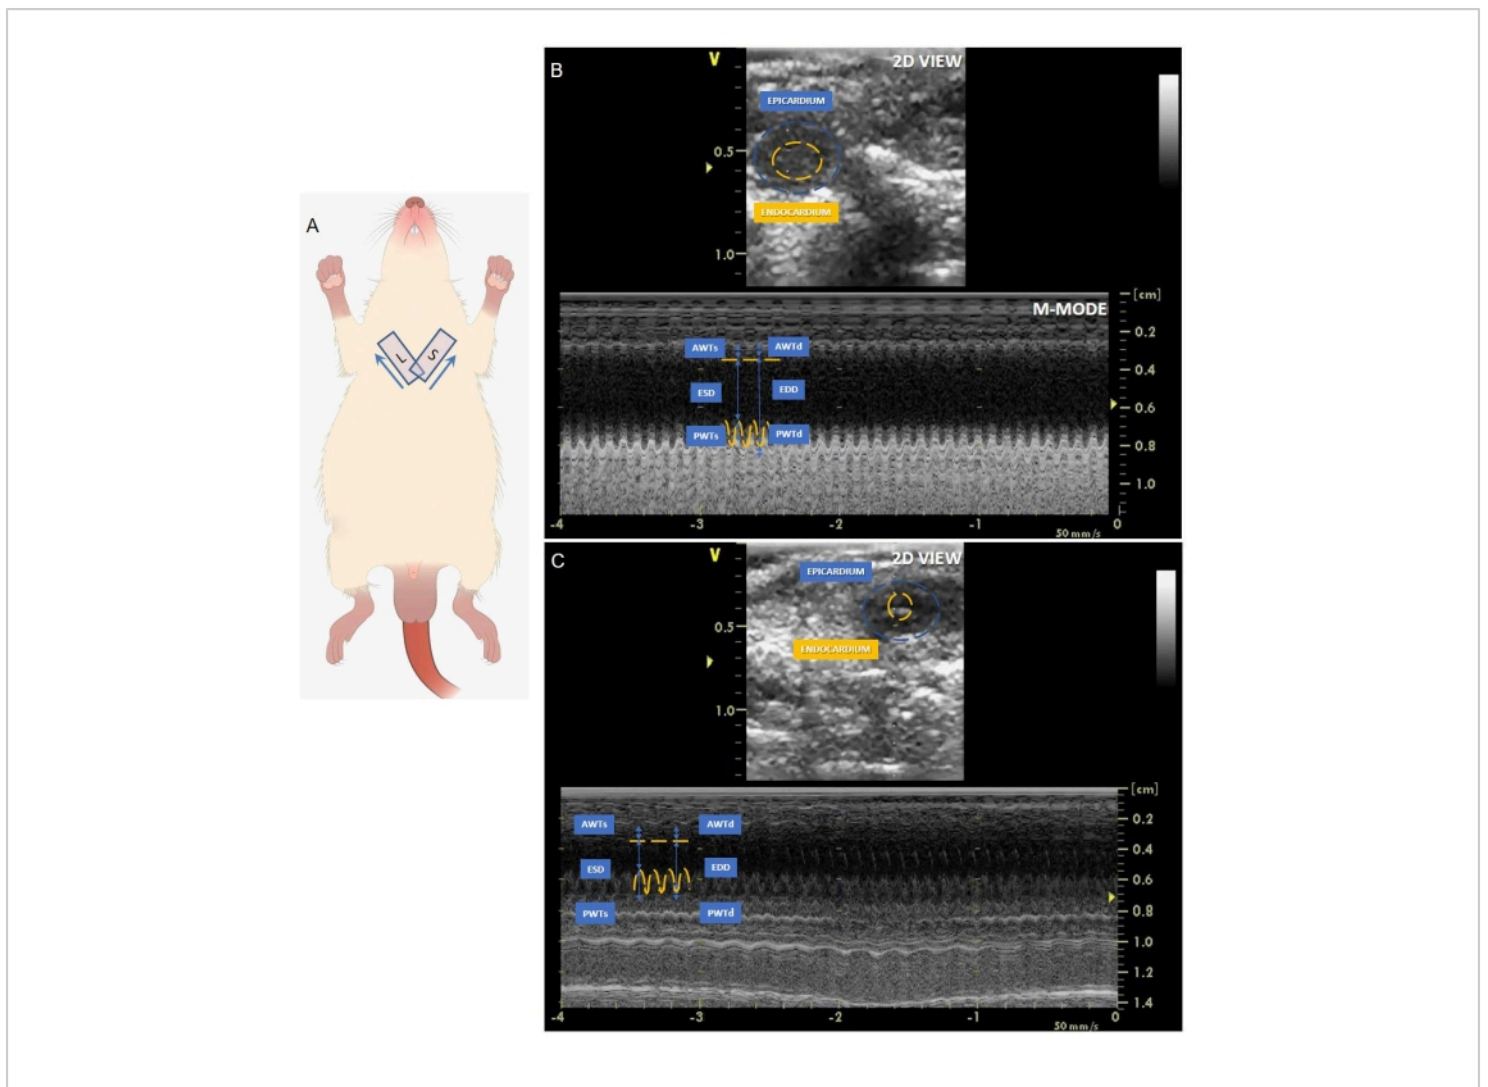 A
L
S
B
V
2D VIEW
EPICARDIUM
0.5
ENDOCARDIUM
1.0
[cm]
M-MODE
0.2
AWTs
AWTd
0.4
ESD
EDD
0.6
PWTs
PWTd
0.8
1.0
-4
-3
-2
-1
0
50 mm/s
C
V
2D VIEW
EPICARDIUM
0.5
ENDOCARDIUM
1.0
[cm]
0.2
AWTs
AWTd
0.4
ESD
EDD
0.6
0.8
PWTs
PWTd
1.0
1.2
1.4
-4
-3
-2
-1
0
50 mm/s